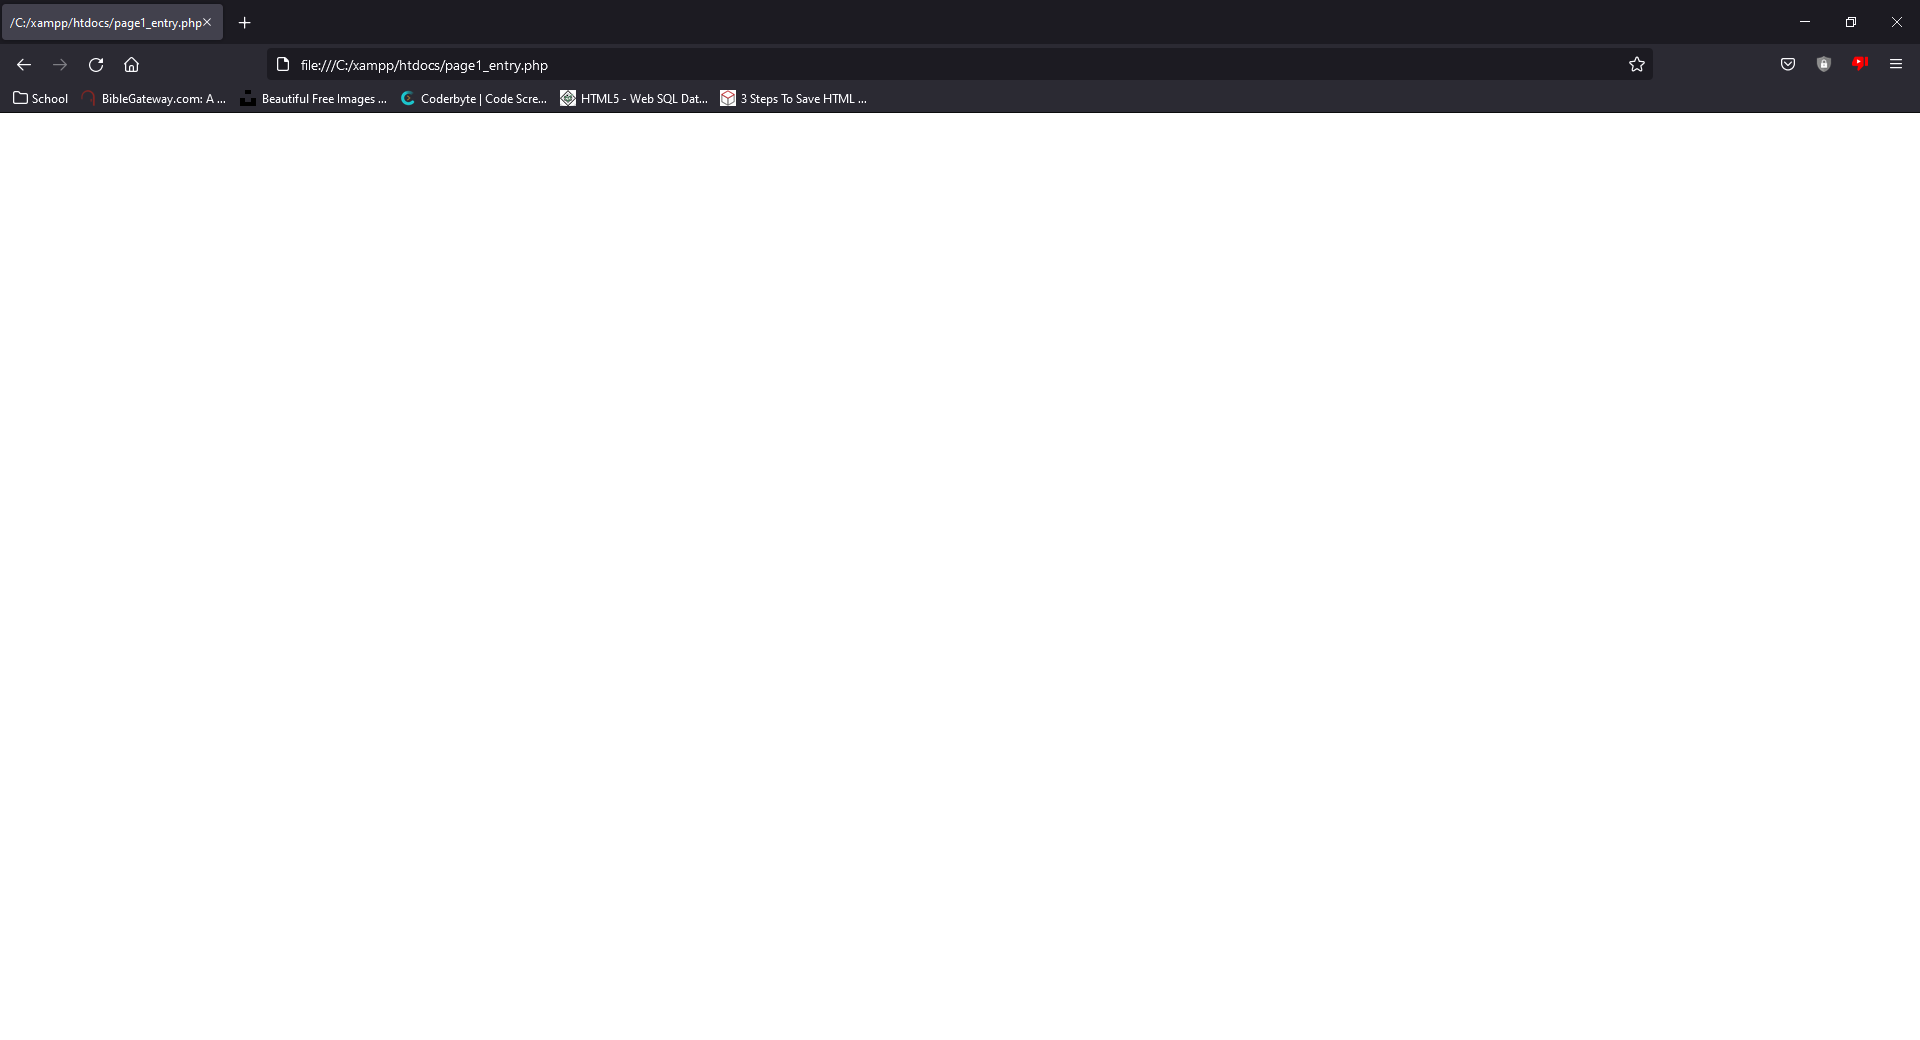 /C:/xampp/htdocs/page1_entry.php
file:///C:/xampp/htdocs/page1_entry.php
School BibleGateway.com: A ... Beautiful Free Images ... Coderbyte | Code Scre... HTML5 - Web SQL Dat... 3 Steps To Save HTML ...